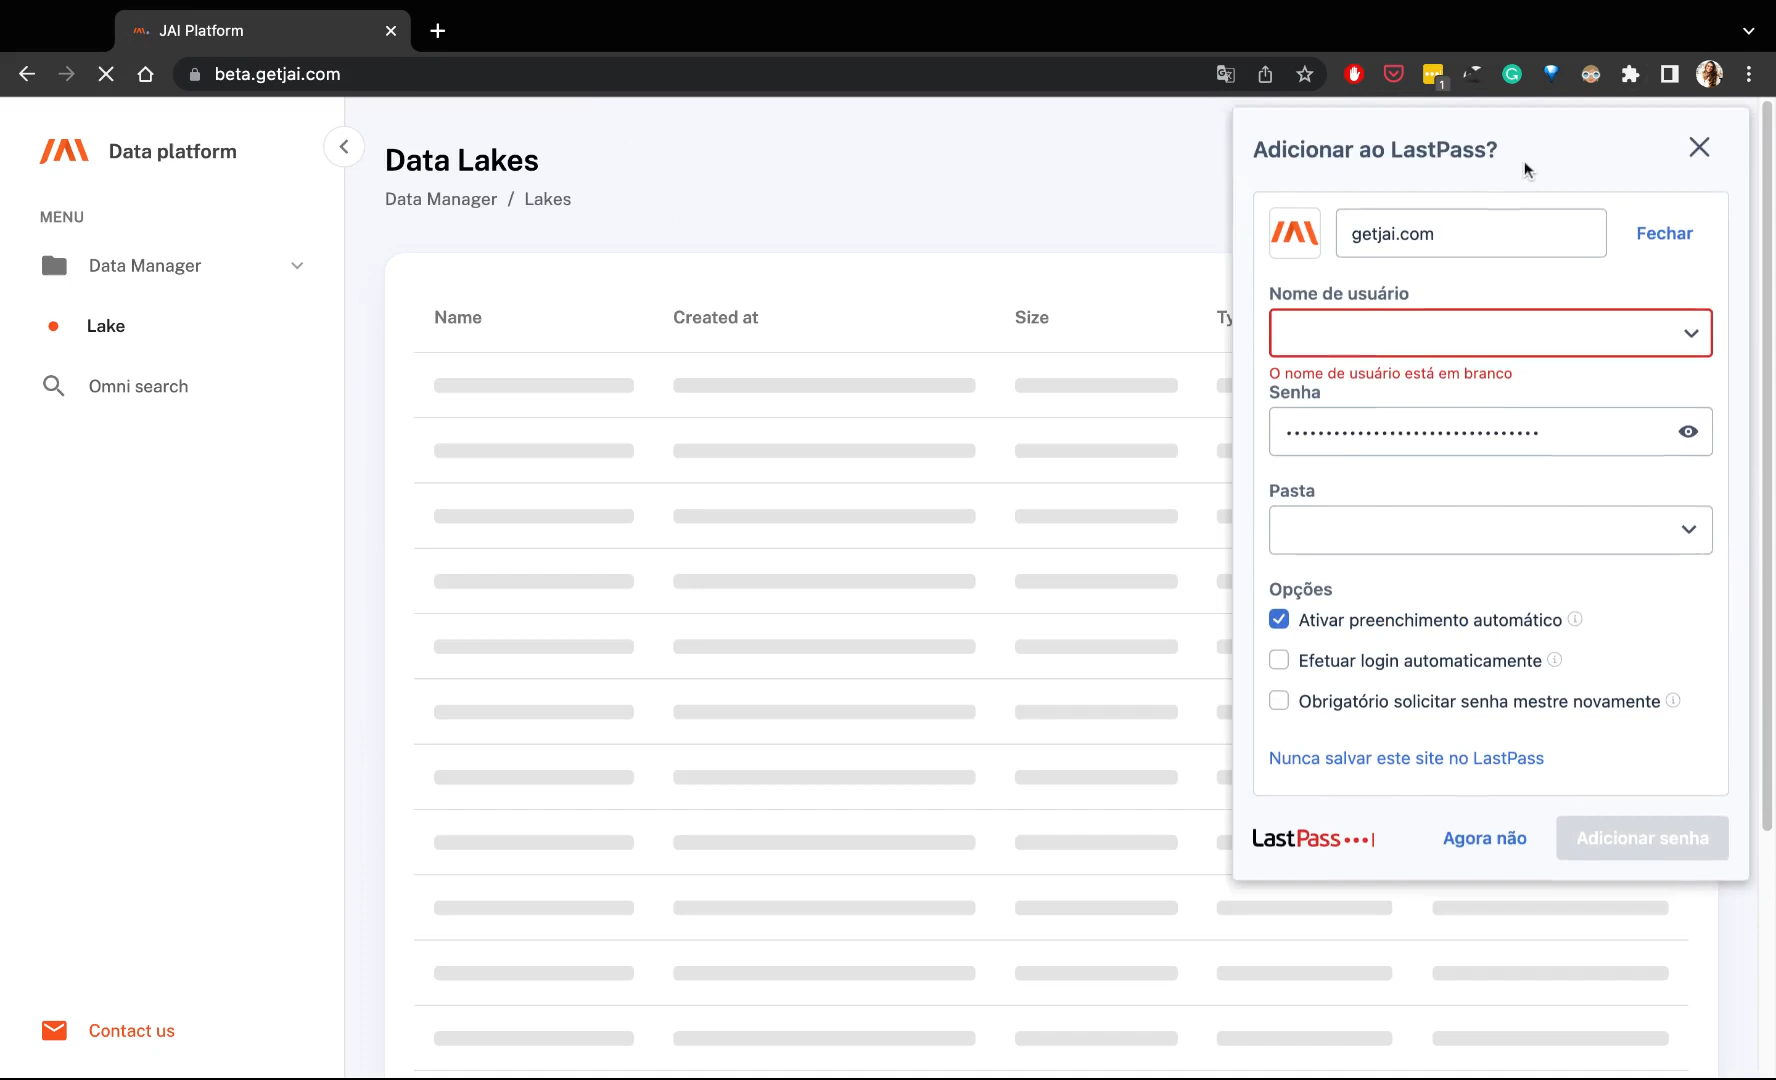 JAI Platform
beta.getjai.com
1
Data platform
MENU
Data Manager
Lake
Omni search
Contact us
Data Lakes
Data Manager / Lakes
Name Created at Size Ty
Adicionar ao LastPass?
getjai.com
Fechar
Nome de usuário
O nome de usuário está em branco
Senha
Pasta
Opções
Ativar preenchimento automático
Efetuar login automaticamente
Obrigatório solicitar senha mestre novamente
Nunca salvar este site no LastPass
LastPass
Agora não
Adicionar senha